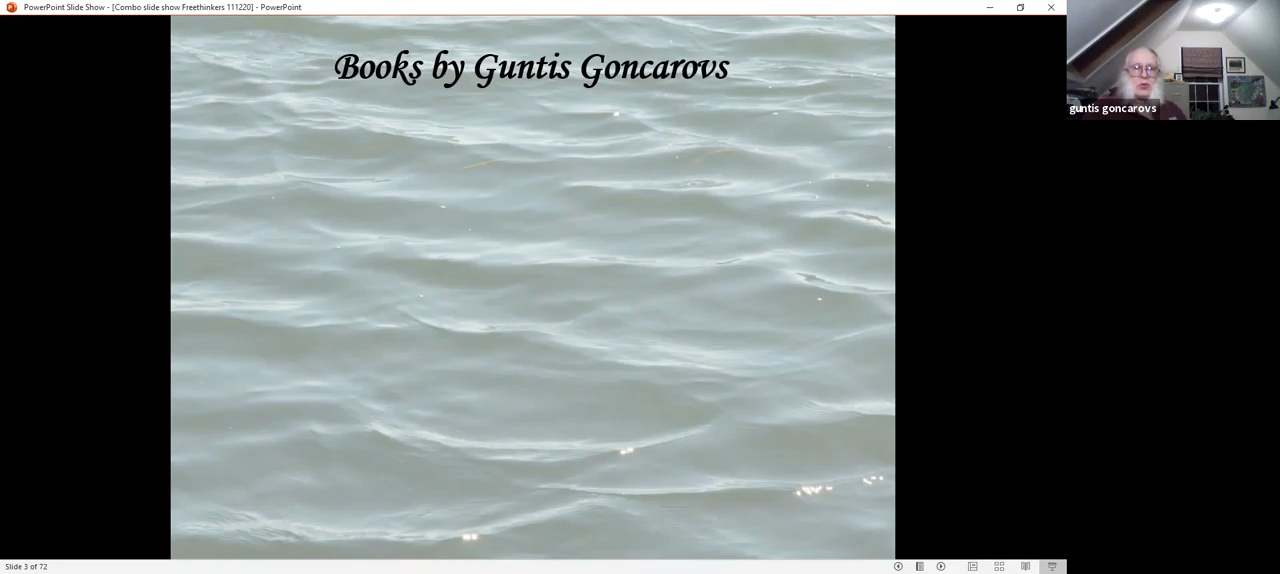 PowerPoint Slide Show - [Combo slide show Freethinkers 111220] - PowerPoint
Books by Guntis Goncarovs
guntis goncarovs
Slide 3 of 72